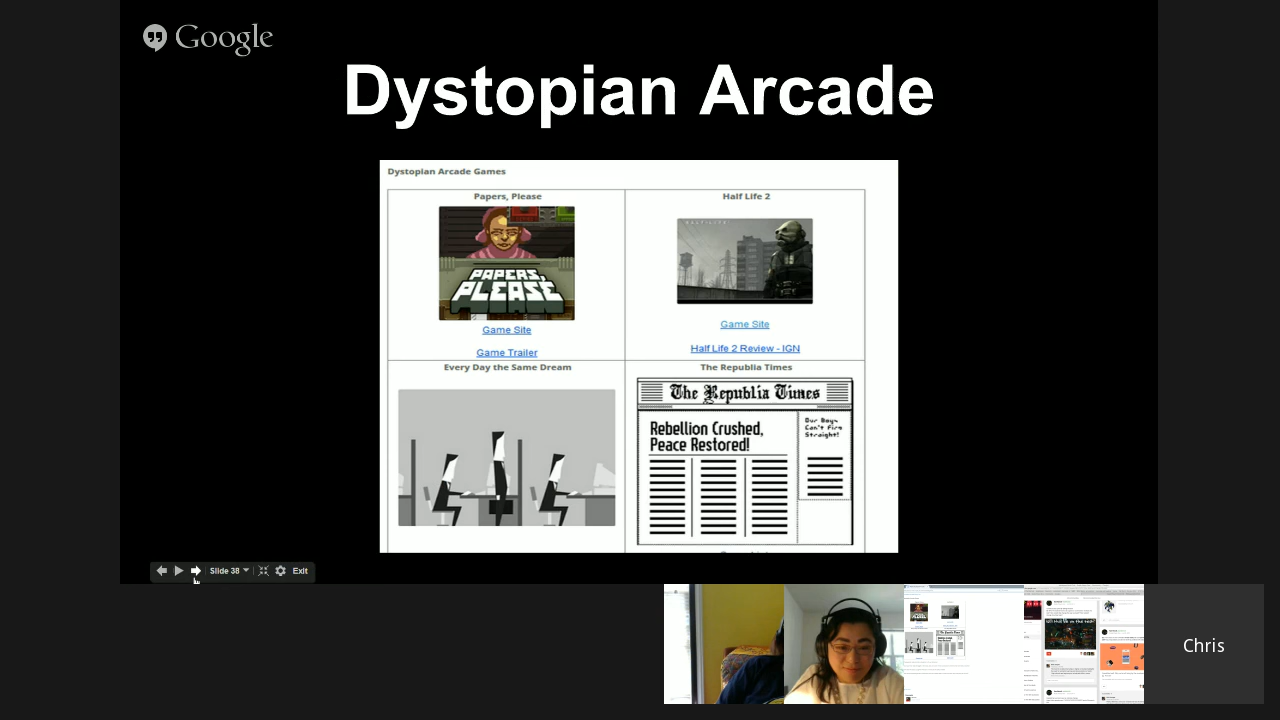 Google
Dystopian Arcade
Dystopian Arcade Games
Papers, Please
Half Life 2
PAPERS,
PLEASE
Game Site
Game Trailer
Game Site
Half Life 2 Review - IGN
Every Day the Same Dream
The Republia Times
The Republia Times
Rebellion Crushed,
Peace Restored!
Our Boys
Can't Fire
Straight!
Slide 38
Exit
Chris